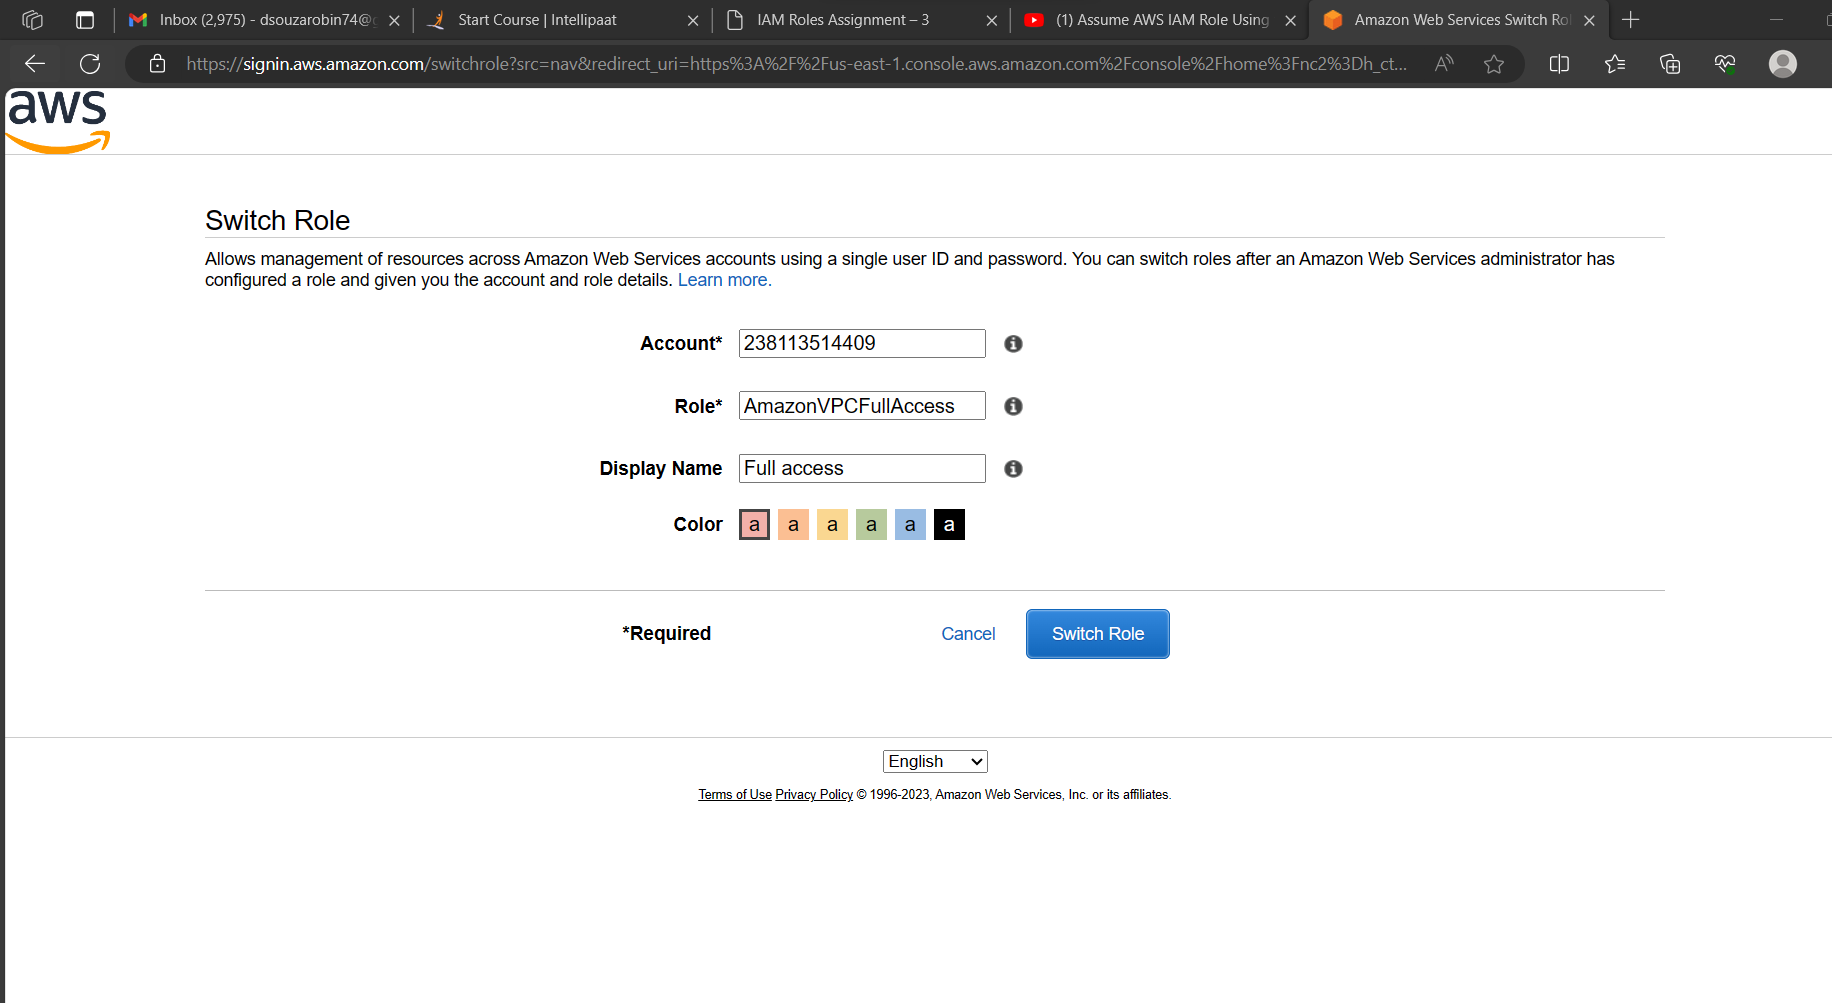 Inbox (2,975) - dsouzarobin74@
Start Course | Intellipaat
IAM Roles Assignment – 3
(1) Assume AWS IAM Role Using
Amazon Web Services Switch Rol
https://signin.aws.amazon.com/switchrole?src=nav&redirect_uri=https%3A%2F%2Fus-east-1.console.aws.amazon.com%2Fconsole%2Fhome%3Fnc2%3Dh_ct...
aws
Switch Role
Allows management of resources across Amazon Web Services accounts using a single user ID and password. You can switch roles after an Amazon Web Services administrator has
configured a role and given you the account and role details. Learn more.
Account* 238113514409
Role* AmazonVPCFullAccess
Display Name Full access
Color a a a a a a
*Required Cancel Switch Role
English
Terms of Use Privacy Policy © 1996-2023, Amazon Web Services, Inc. or its affiliates.